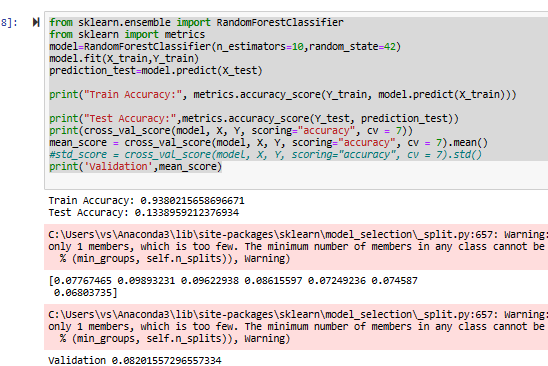 8]:
from sklearn.ensemble import RandomForestClassifier
from sklearn import metrics
model=RandomForestClassifier(n_estimators=10,random_state=42)
model.fit(X_train,Y_train)
prediction_test=model.predict(X_test)
print("Train Accuracy:", metrics.accuracy_score(Y_train, model.predict(X_train)))
print("Test Accuracy:",metrics.accuracy_score(Y_test, prediction_test))
print(cross_val_score(model, X, Y, scoring="accuracy", cv = 7))
mean_score = cross_val_score(model, X, Y, scoring="accuracy", cv = 7).mean()
#std_score = cross_val_score(model, X, Y, scoring="accuracy", cv = 7).std()
print('Validation',mean_score)
Train Accuracy: 0.9380215658696671
Test Accuracy: 0.1338959212376934
C:\Users\vs\Anaconda3\lib\site-packages\sklearn\model_selection\_split.py:657: Warning:
only 1 members, which is too few. The minimum number of members in any class cannot be
% (min_groups, self.n_splits)), Warning)
[0.07767465 0.09893231 0.09622938 0.08615597 0.07249236 0.074587
0.06803735]
C:\Users\vs\Anaconda3\lib\site-packages\sklearn\model_selection\_split.py:657: Warning:
only 1 members, which is too few. The minimum number of members in any class cannot be
% (min_groups, self.n_splits)), Warning)
Validation 0.08201557296557334